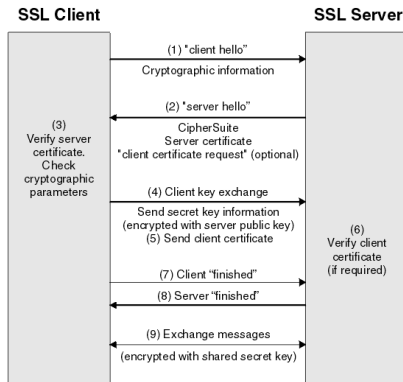 SSL Client
SSL Server
(1) "client hello"
Cryptographic information
(2) "server hello"
CipherSuite
Server certificate
"client certificate request" (optional)
(3)
Verify server
certificate.
Check
cryptographic
parameters
(4) Client key exchange
Send secret key information
(encrypted with server public key)
(5) Send client certificate
(6)
Verify client
certificate
(if required)
(7) Client “finished”
(8) Server “finished”
(9) Exchange messages
(encrypted with shared secret key)